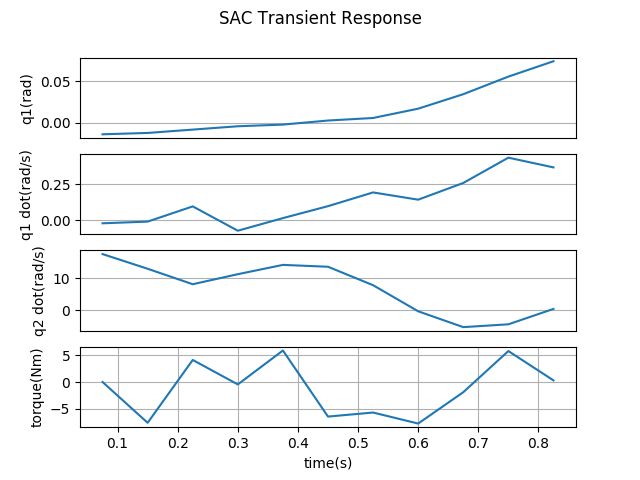 SAC Transient Response
q1(rad)
0.05
0.00
q1 dot(rad/s)
0.25
0.00
q2 dot(rad/s)
10
0
torque(Nm)
5
0
−5
0.1 0.2 0.3 0.4 0.5 0.6 0.7 0.8
time(s)